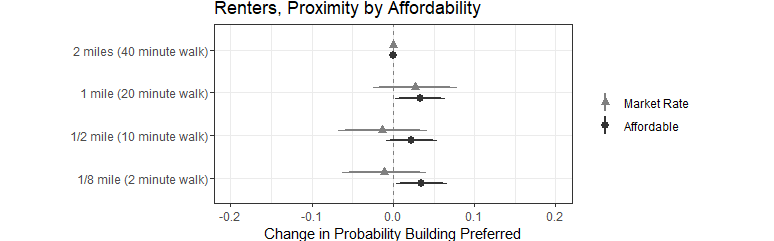 Renters, Proximity by Affordability
2 miles (40 minute walk)
1 mile (20 minute walk)
1/2 mile (10 minute walk)
1/8 mile (2 minute walk)
Market Rate
Affordable
-0.2 -0.1 0.0 0.1 0.2
Change in Probability Building Preferred